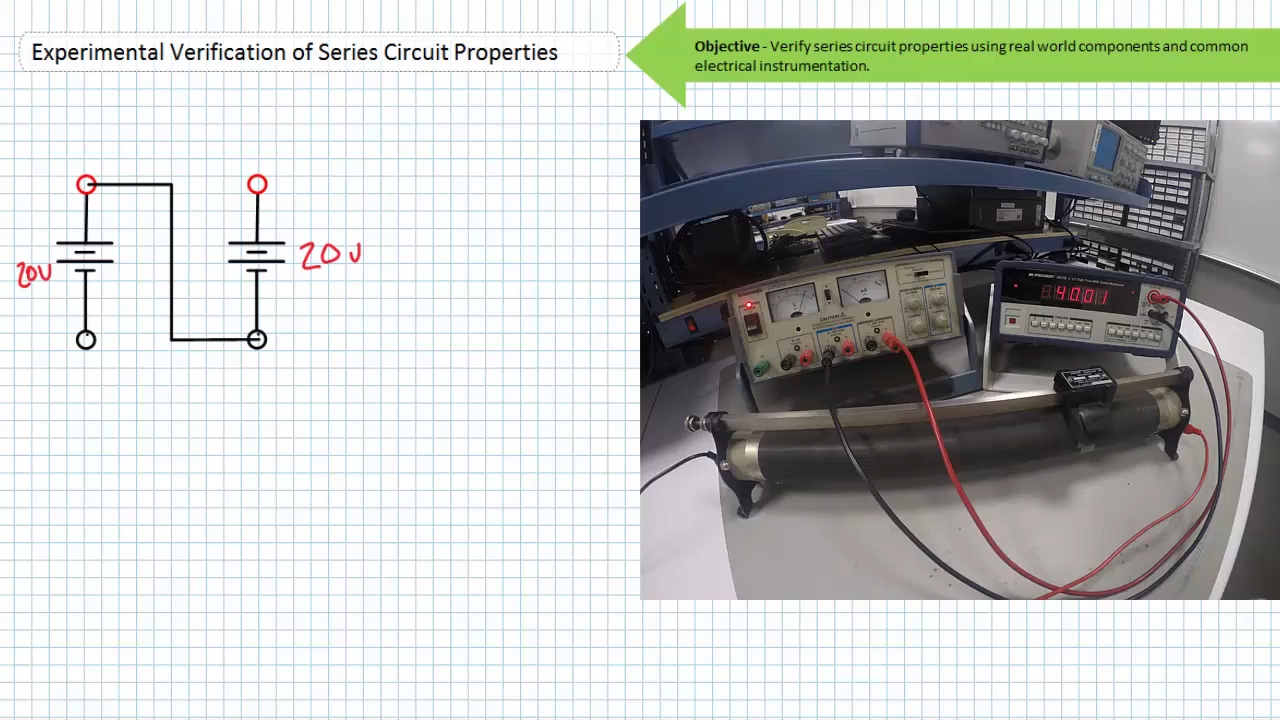 Experimental Verification of Series Circuit Properties
Objective - Verify series circuit properties using real world components and common
electrical instrumentation.
20V
20V
40.01
CAUTION